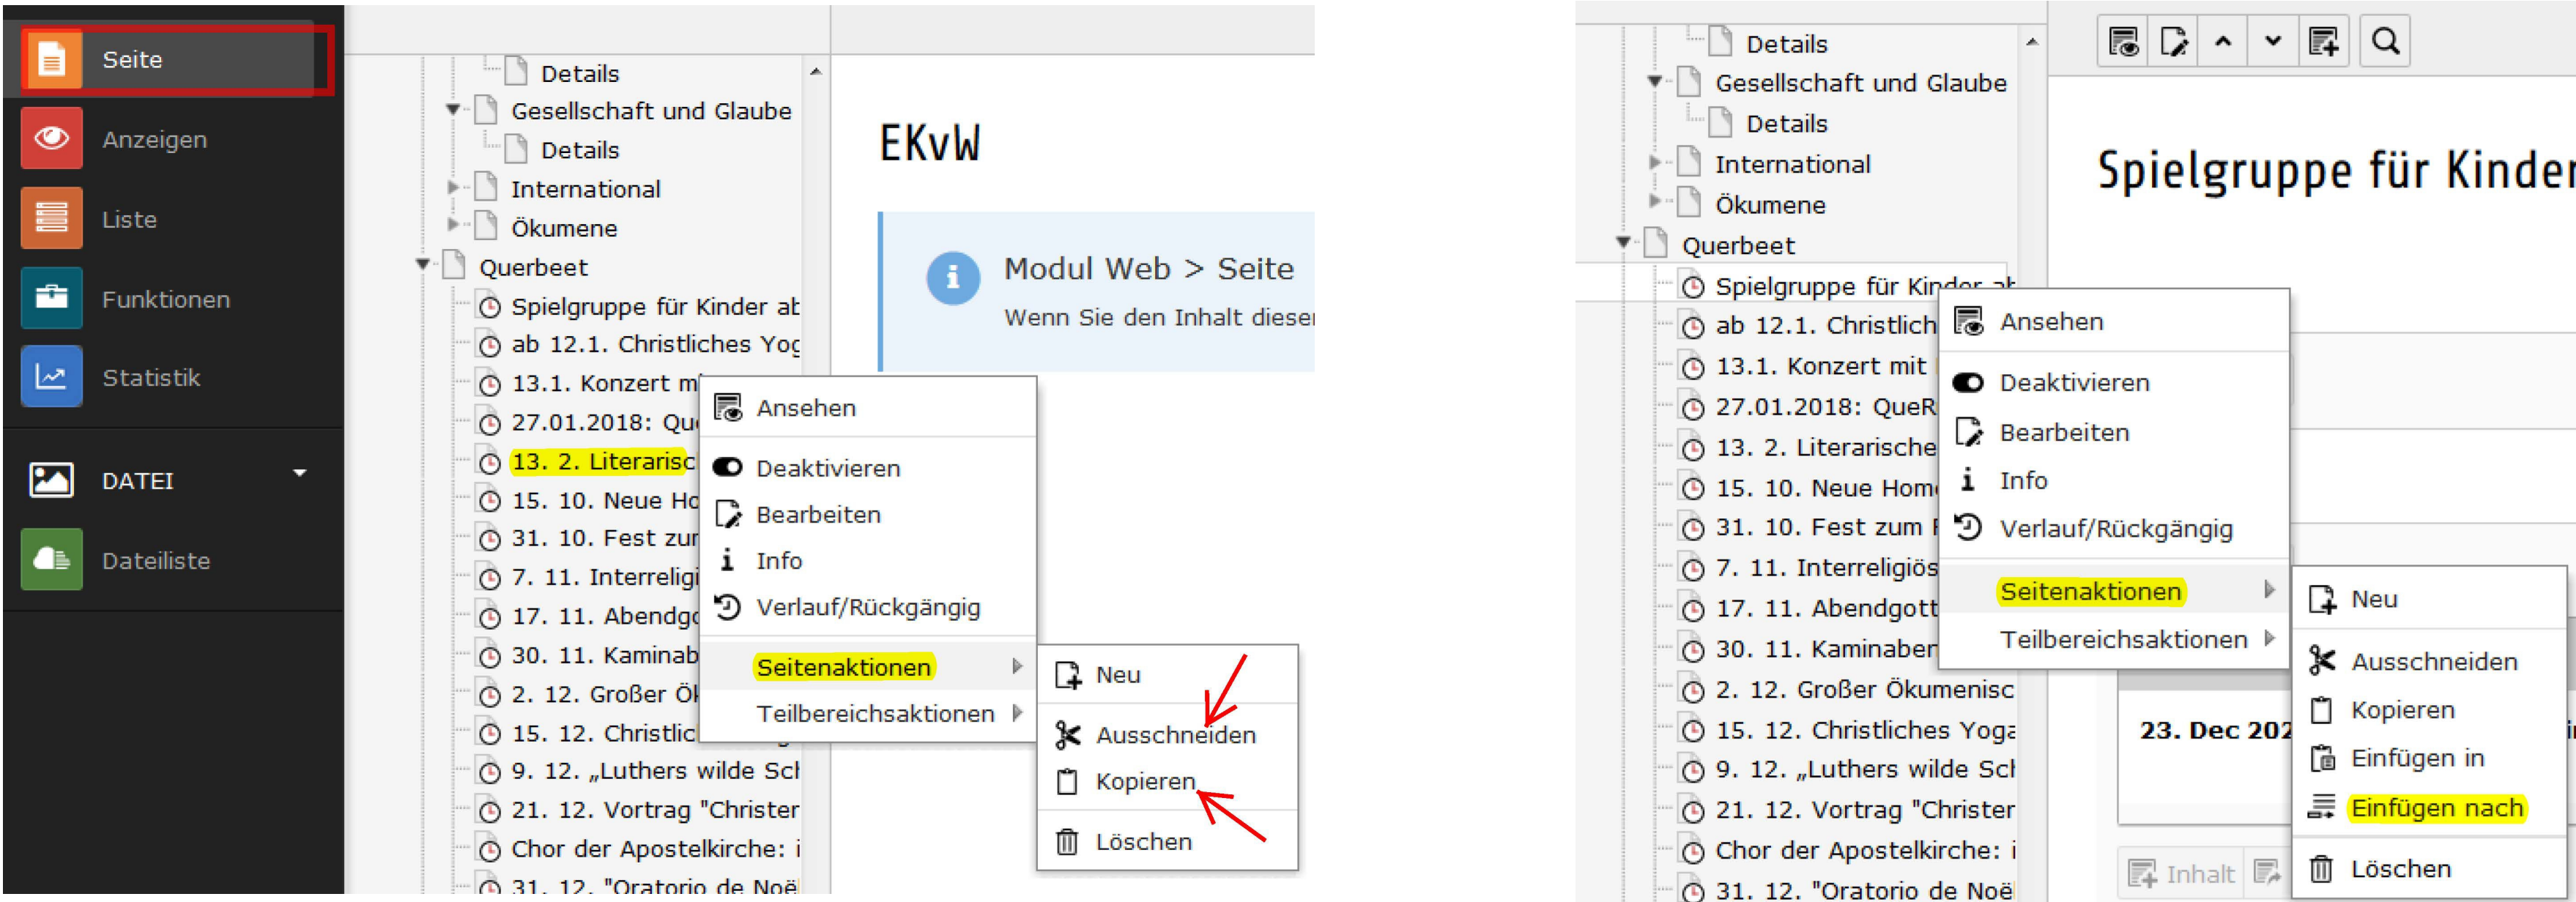 Seite
Anzeigen
Liste
Funktionen
Statistik
DATEI
Dateiliste
Details
Gesellschaft und Glaube
Details
International
Ökumene
Querbeet
Spielgruppe für Kinder ab
ab 12.1. Christliches Yog
13.1. Konzert m
27.01.2018: Qu
13. 2. Literarisc
15. 10. Neue Ho
31. 10. Fest zur
7. 11. Interreligi
17. 11. Abendgo
30. 11. Kaminab
2. 12. Großer Ök
15. 12. Christlic
9. 12. „Luthers wilde Sch
21. 12. Vortrag "Christen
Chor der Apostelkirche: i
31. 12. "Oratorio de Noël
EKvW
Modul Web > Seite
Wenn Sie den Inhalt dieser
Ansehen
Deaktivieren
Bearbeiten
Info
Verlauf/Rückgängig
Seitenaktionen
Teilbereichsaktionen
Neu
Ausschneiden
Kopieren
Löschen
Details
Gesellschaft und Glaube
Details
International
Ökumene
Querbeet
Spielgruppe für Kinder ab
ab 12.1. Christlich
13.1. Konzert mit
27.01.2018: QueR
13. 2. Literarische
15. 10. Neue Hom
31. 10. Fest zum
7. 11. Interreligiös
17. 11. Abendgott
30. 11. Kaminaben
2. 12. Großer Ökumenisc
15. 12. Christliches Yoga
9. 12. „Luthers wilde Sch
21. 12. Vortrag "Christen
Chor der Apostelkirche: i
31. 12. "Oratorio de Noël
Spielgruppe für Kinder
Ansehen
Deaktivieren
Bearbeiten
Info
Verlauf/Rückgängig
Seitenaktionen
Teilbereichsaktionen
Neu
Ausschneiden
Kopieren
Einfügen in
Einfügen nach
Löschen
23. Dec 202
Inhalt